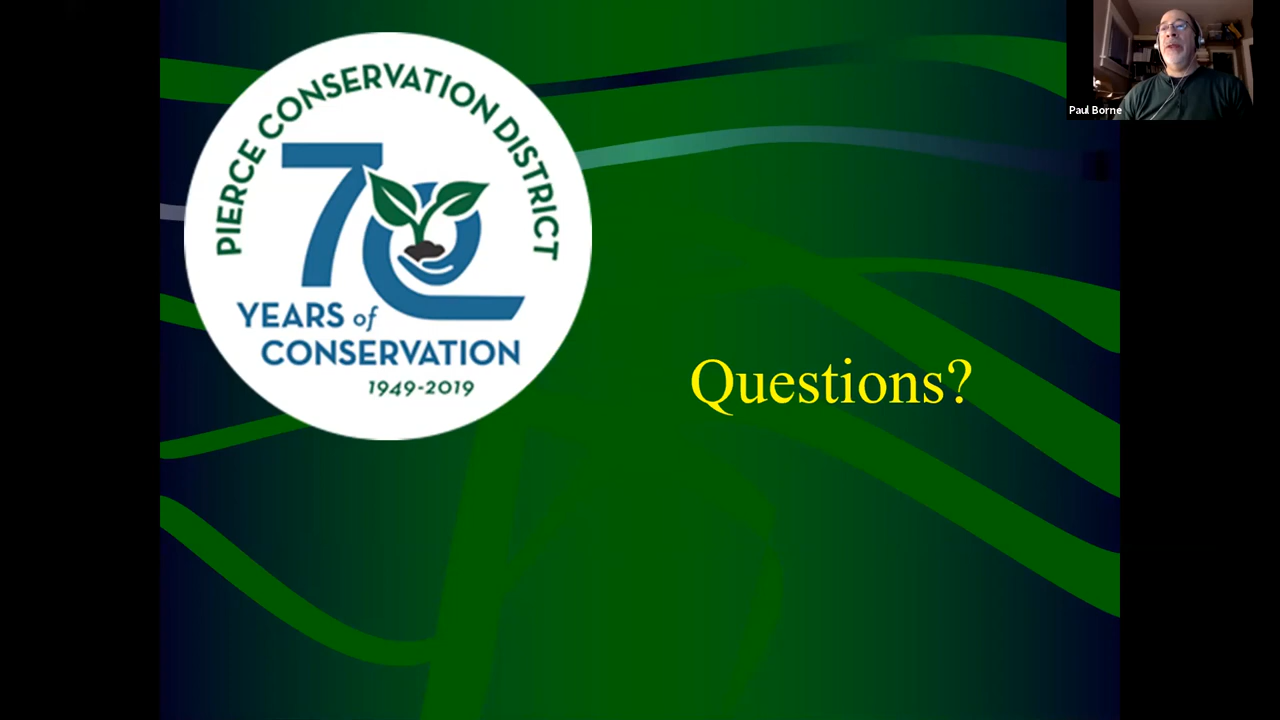 PIERCE CONSERVATION DISTRICT
70
YEARS of
CONSERVATION
1949-2019
Questions?
Paul Borne